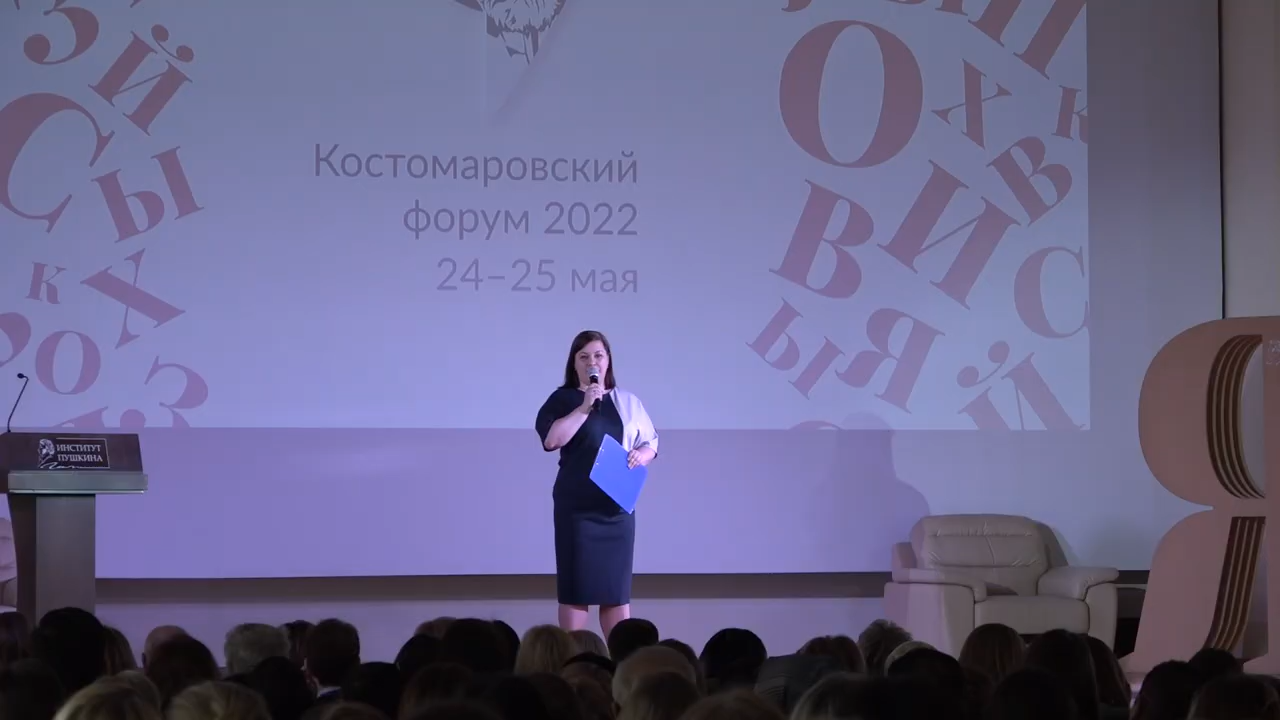 Костомаровский
форум 2022
24–25 мая
ИНСТИТУТ
ПУШКИНА
З
Й
С
Ы
К
Х
О
З
О
Х
К
В
И
В
С
Ы
Я
Й
Я